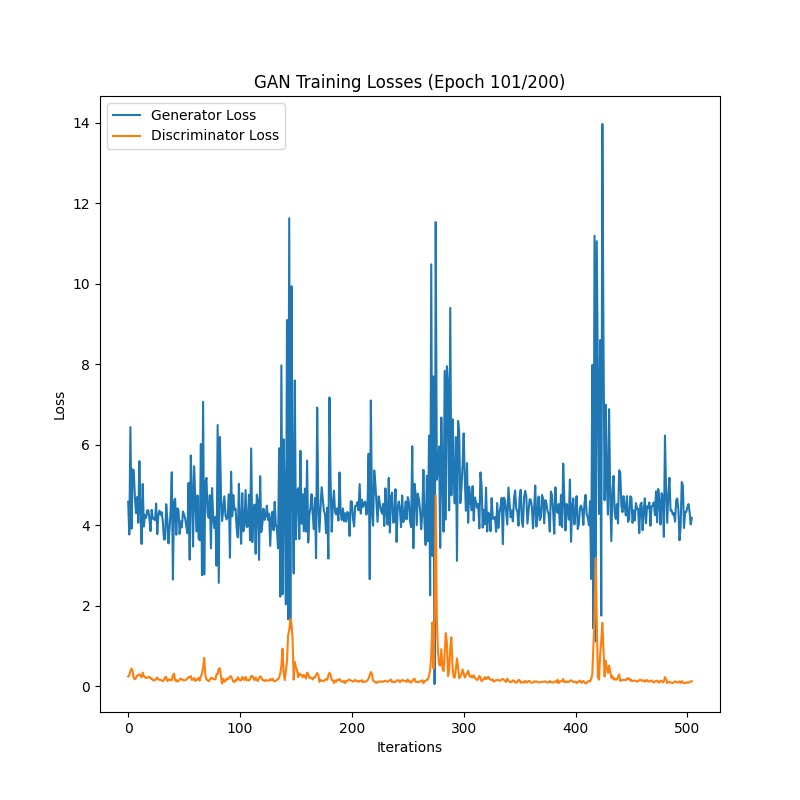 GAN Training Losses (Epoch 101/200)
Generator Loss
Discriminator Loss
14
12
10
8
6
4
2
0
Loss
0 100 200 300 400 500
Iterations